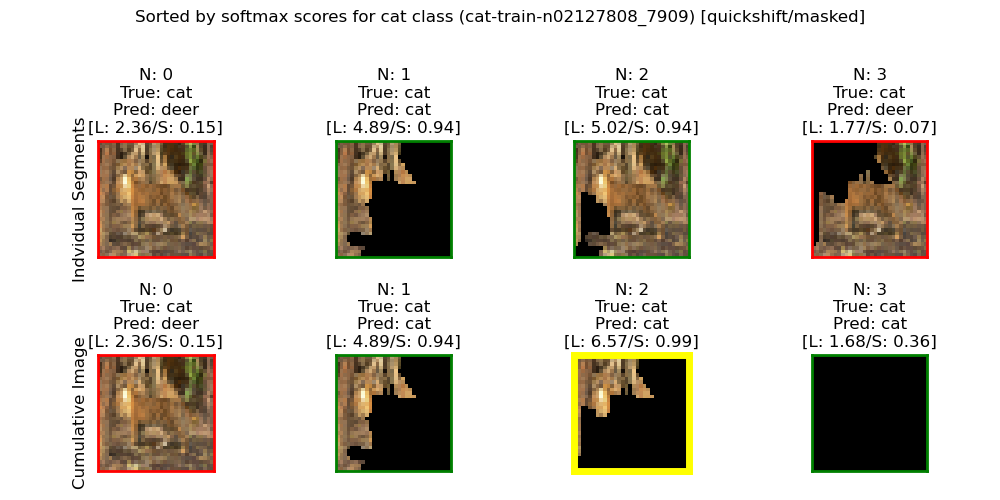 Sorted by softmax scores for cat class (cat-train-n02127808_7909) [quickshift/masked]
Indvidual Segments
N: 0
True: cat
Pred: deer
[L: 2.36/S: 0.15]
N: 1
True: cat
Pred: cat
[L: 4.89/S: 0.94]
N: 2
True: cat
Pred: cat
[L: 5.02/S: 0.94]
N: 3
True: cat
Pred: deer
[L: 1.77/S: 0.07]
Cumulative Image
N: 0
True: cat
Pred: deer
[L: 2.36/S: 0.15]
N: 1
True: cat
Pred: cat
[L: 4.89/S: 0.94]
N: 2
True: cat
Pred: cat
[L: 6.57/S: 0.99]
N: 3
True: cat
Pred: cat
[L: 1.68/S: 0.36]